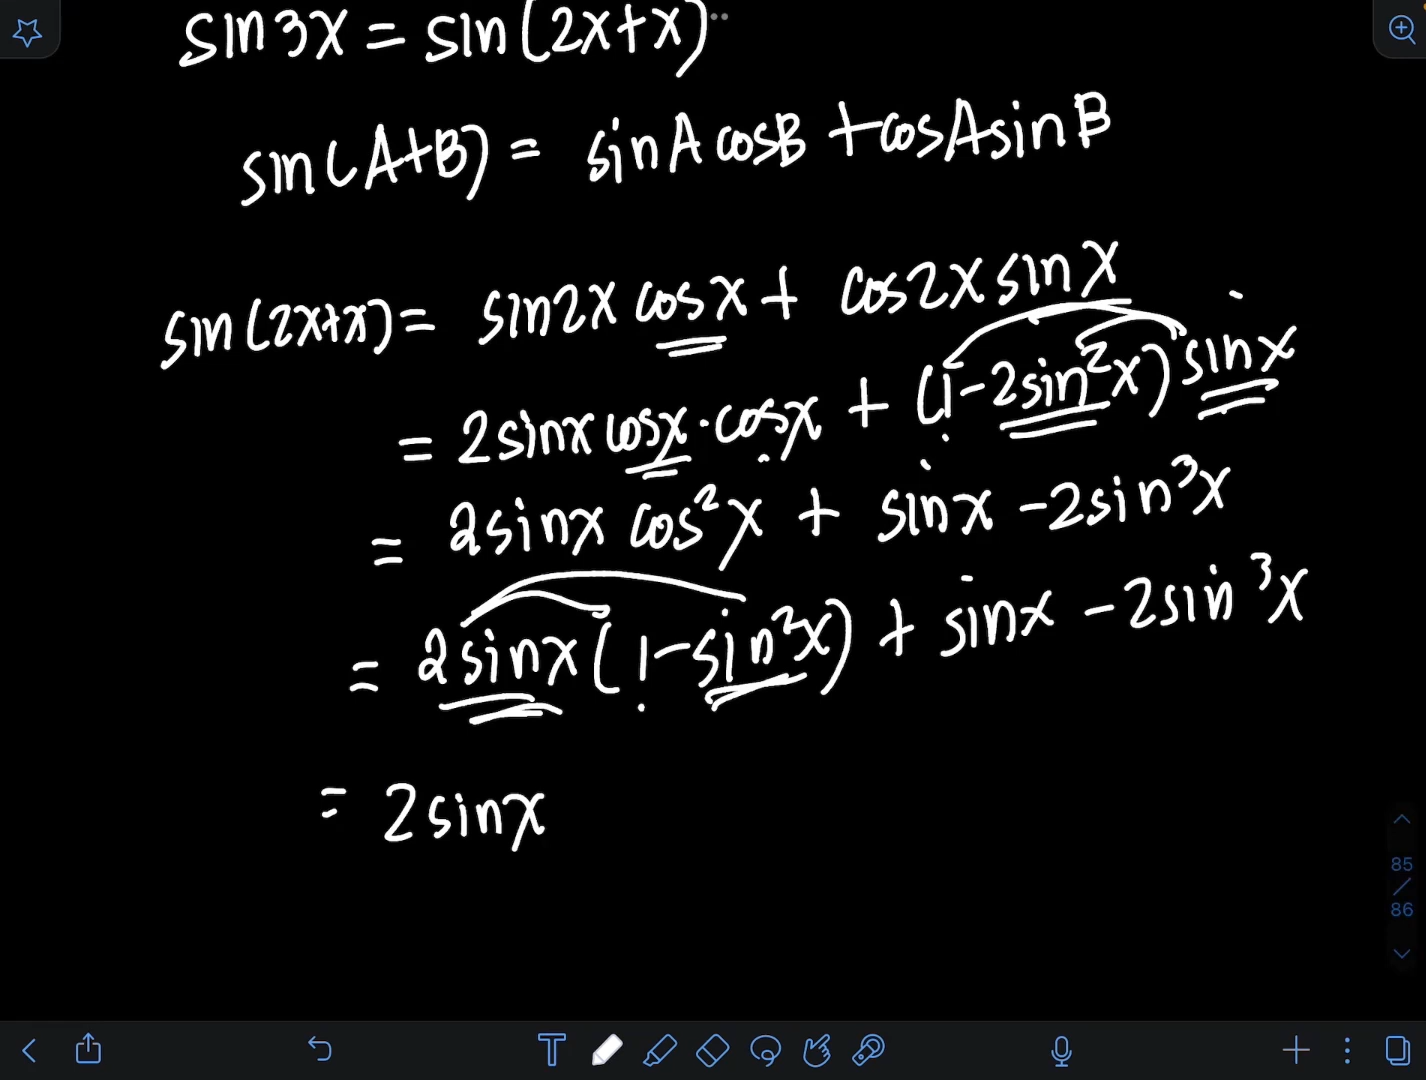 sin3x = sin(2x+x)
sin(A+B) = sinA cosB + cosA sinB
sin(2x+x) = sin2x cosx + cos2x sinx
= 2sinx cosx · cosx + (1-2sin²x) sinx
= 2sinx cos²x + sinx - 2sin³x
= 2sinx (1-sin²x) + sinx - 2sin³x
= 2sinx
85
/
86